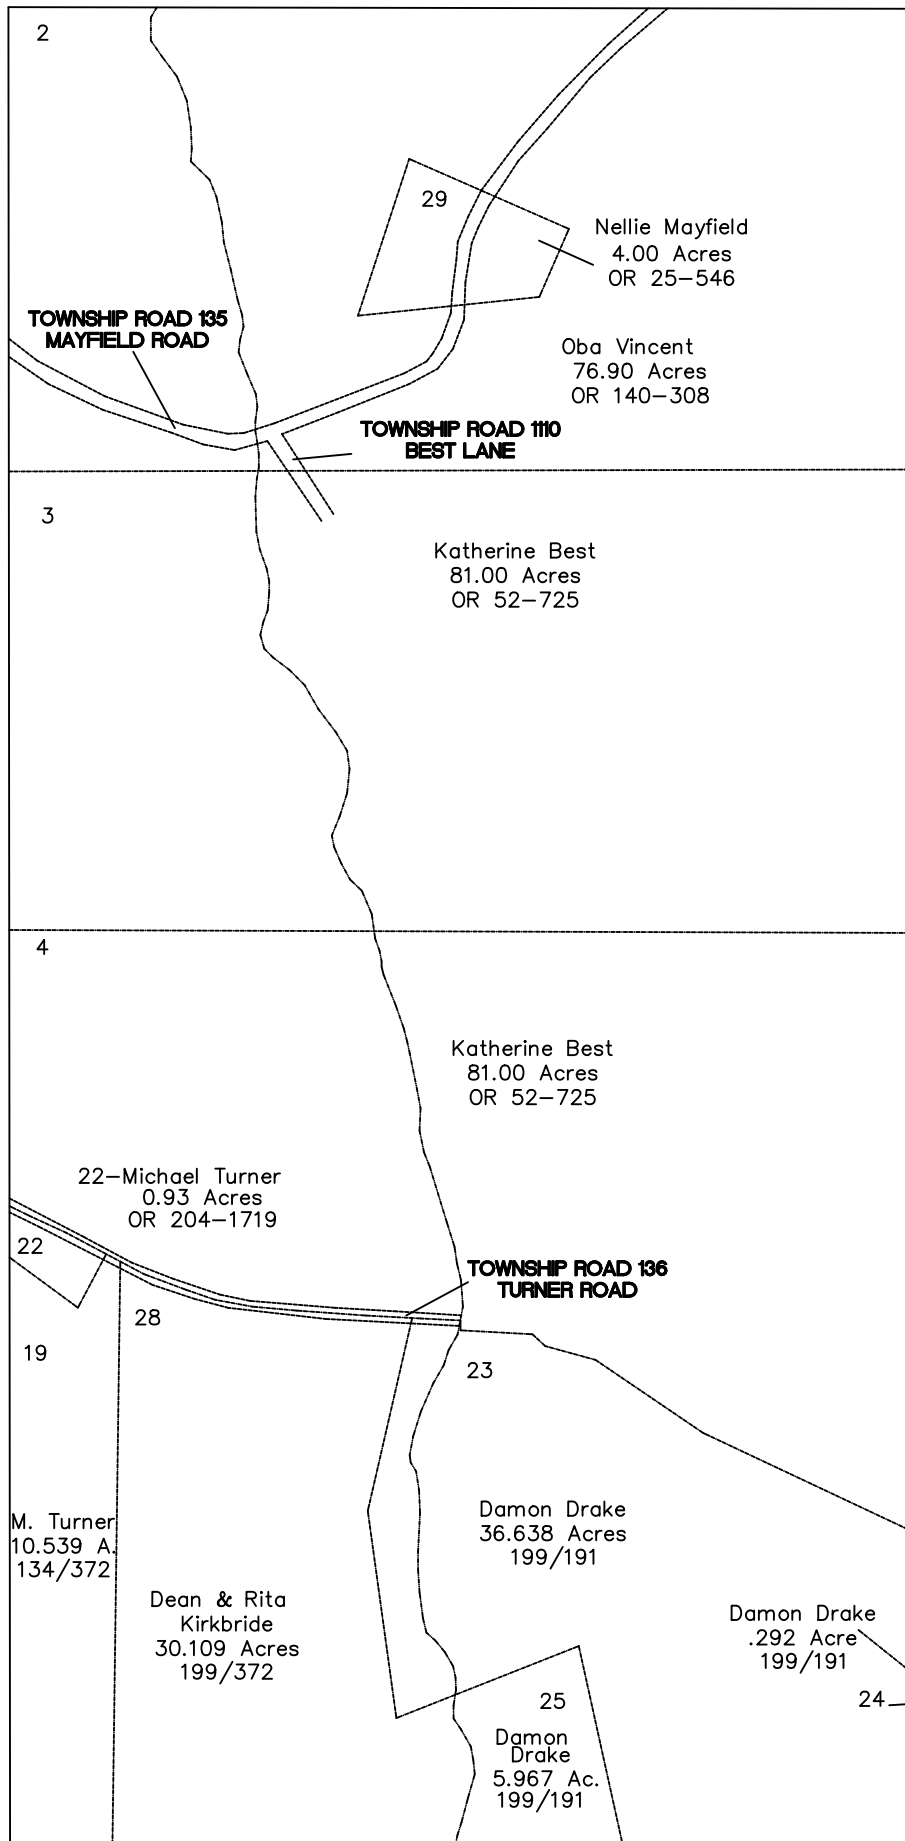 2
29
Nellie Mayfield
4.00 Acres
OR 25-546
TOWNSHIP ROAD 135
MAYFIELD ROAD
Oba Vincent
76.90 Acres
OR 140-308
TOWNSHIP ROAD 1110
BEST LANE
3
Katherine Best
81.00 Acres
OR 52-725
4
Katherine Best
81.00 Acres
OR 52-725
22-Michael Turner
0.93 Acres
OR 204-1719
22
TOWNSHIP ROAD 136
TURNER ROAD
28
19
23
M. Turner
10.539 A.
134/372
Damon Drake
36.638 Acres
199/191
Dean & Rita
Kirkbride
30.109 Acres
199/372
Damon Drake
.292 Acre
199/191
24
25
Damon
Drake
5.967 Ac.
199/191